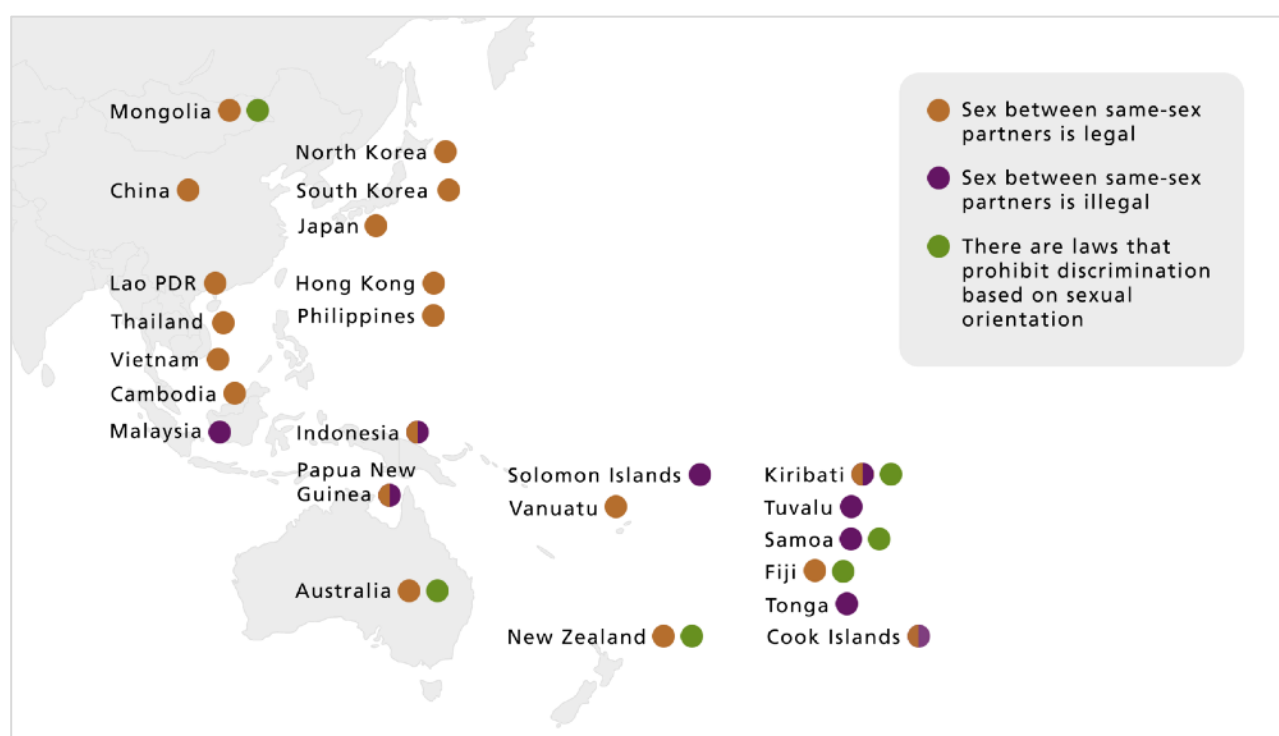 Mongolia
North Korea
China
South Korea
Japan
Lao PDR
Hong Kong
Thailand
Philippines
Vietnam
Cambodia
Malaysia
Indonesia
Papua New
Guinea
Solomon Islands
Vanuatu
Kiribati
Tuvalu
Samoa
Fiji
Tonga
Australia
New Zealand
Cook Islands
Sex between same-sex
partners is legal
Sex between same-sex
partners is illegal
There are laws that
prohibit discrimination
based on sexual
orientation